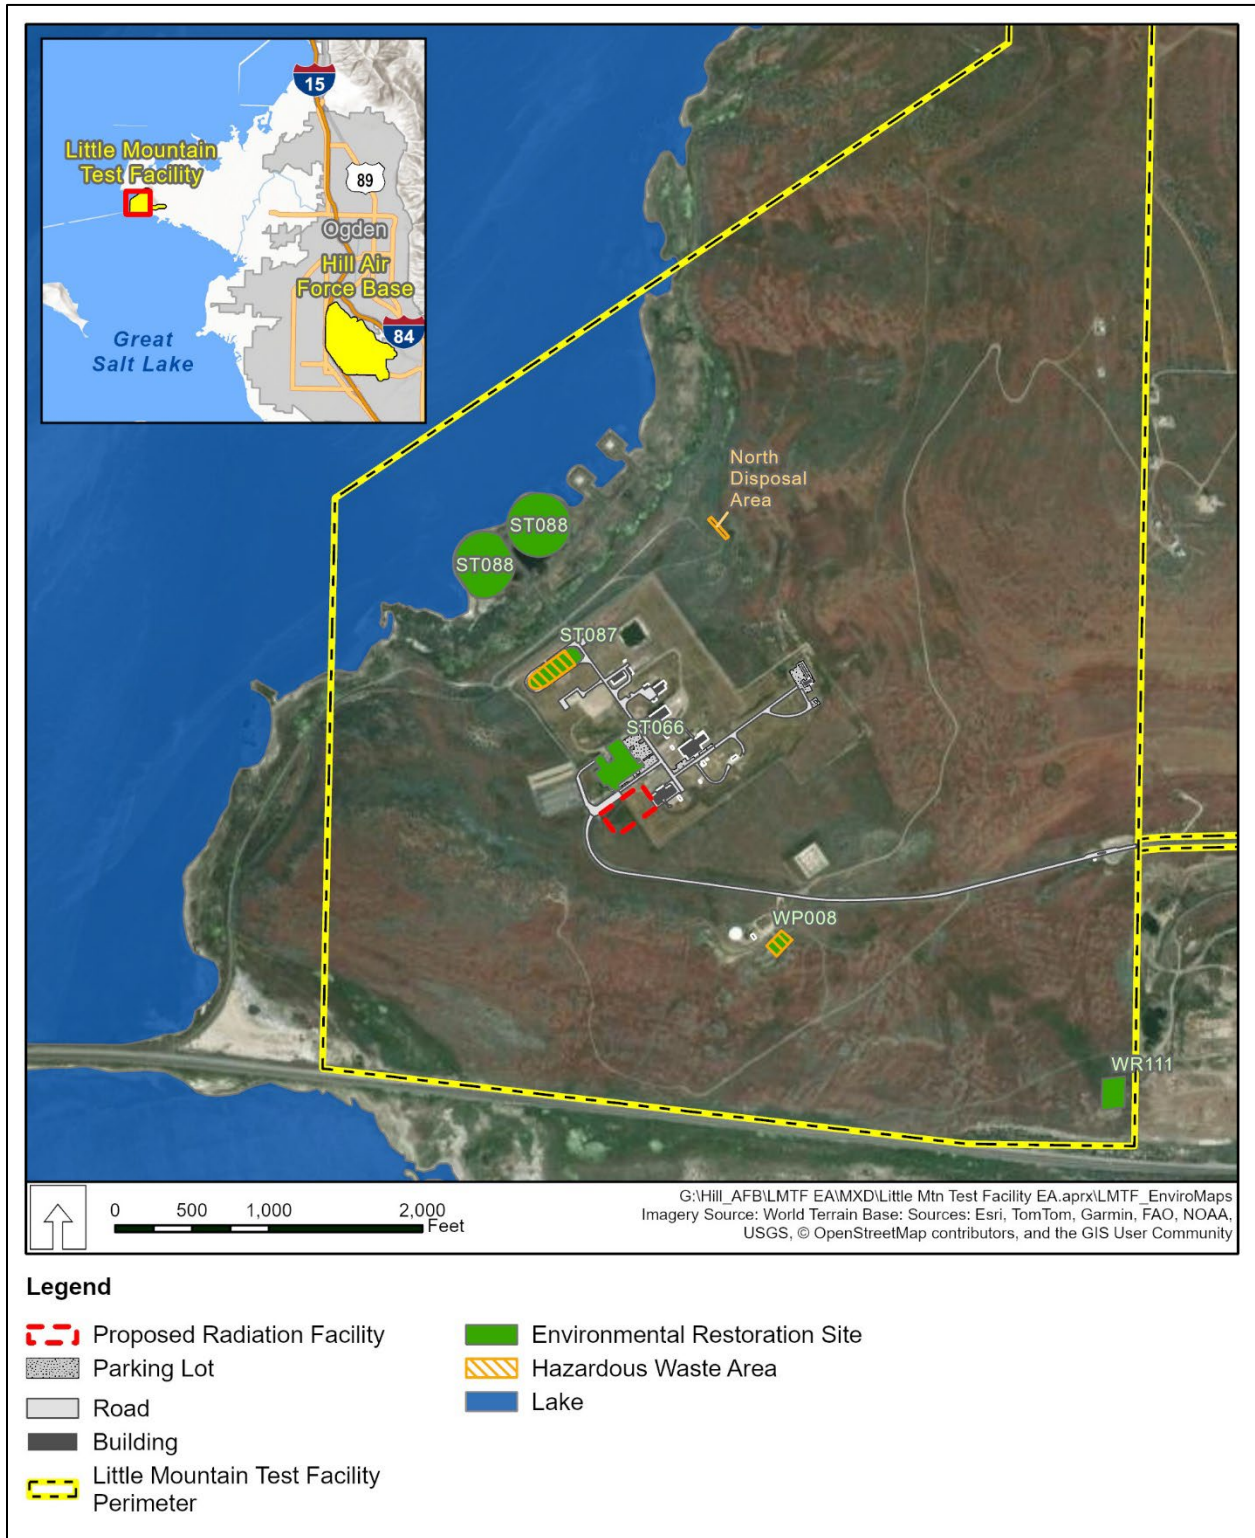 15
Little Mountain
Test Facility
89
Ogden
Hill Air
Force Base
84
Great
Salt Lake
North
Disposal
Area
ST088
ST088
ST087
ST066
WP008
WR111
0 500 1,000 2,000
Feet
G:\Hill_AFB\LMTF EA\MXD\Little Mtn Test Facility EA.aprx\LMTF_EnviroMaps
Imagery Source: World Terrain Base: Sources: Esri, TomTom, Garmin, FAO, NOAA,
USGS, © OpenStreetMap contributors, and the GIS User Community
Legend
Proposed Radiation Facility
Parking Lot
Road
Building
Little Mountain Test Facility
Perimeter
Environmental Restoration Site
Hazardous Waste Area
Lake